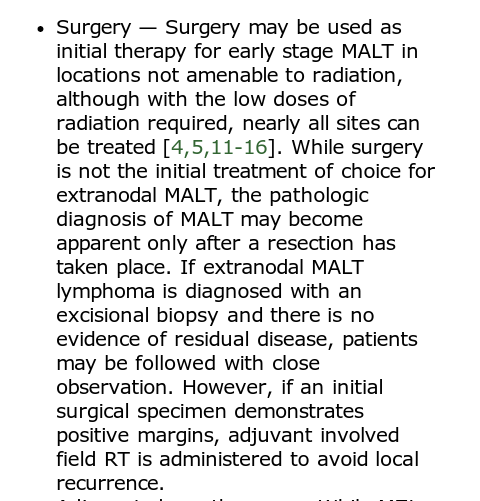 • Surgery — Surgery may be used as
initial therapy for early stage MALT in
locations not amenable to radiation,
although with the low doses of
radiation required, nearly all sites can
be treated [4,5,11-16]. While surgery
is not the initial treatment of choice for
extranodal MALT, the pathologic
diagnosis of MALT may become
apparent only after a resection has
taken place. If extranodal MALT
lymphoma is diagnosed with an
excisional biopsy and there is no
evidence of residual disease, patients
may be followed with close
observation. However, if an initial
surgical specimen demonstrates
positive margins, adjuvant involved
field RT is administered to avoid local
recurrence.